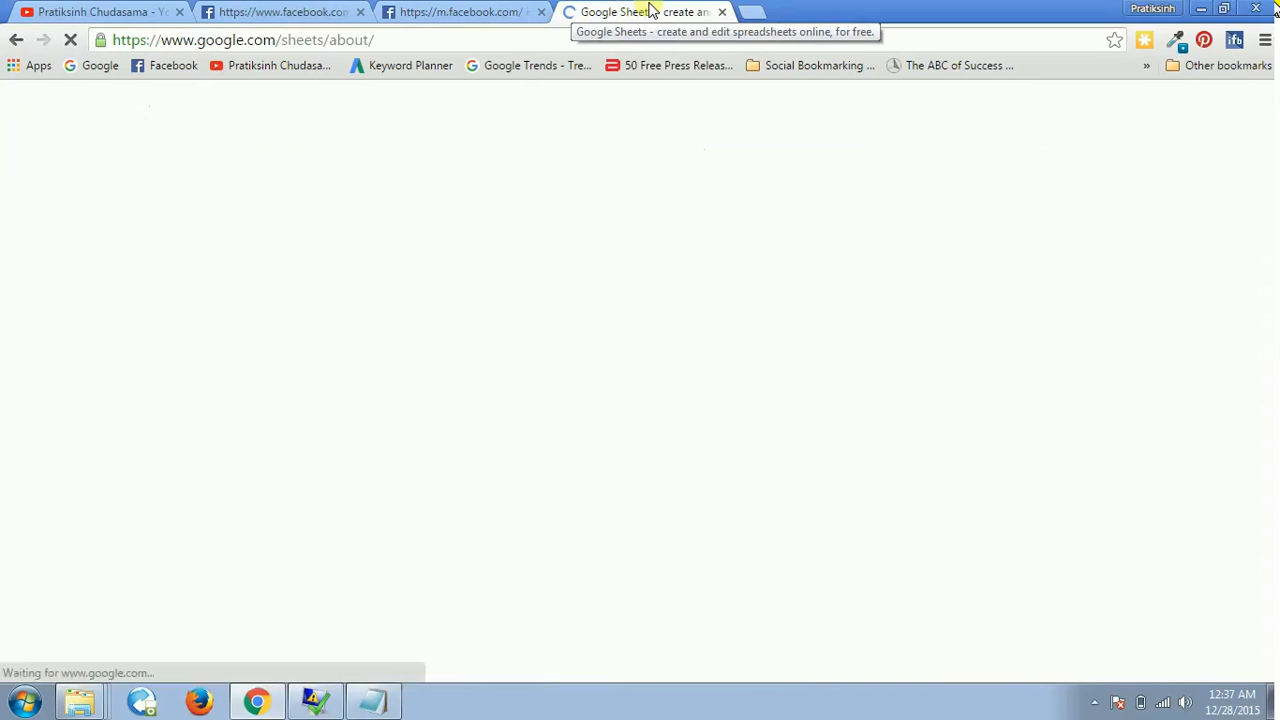 Pratiksinh Chudasama - Yo
https://www.facebook.com
https://m.facebook.com/
Google Sheets - create an
Pratiksinh
Google Sheets - create and edit spreadsheets online, for free.
https://www.google.com/sheets/about/
ifb
Apps
Google
Facebook
Pratiksinh Chudasama...
Keyword Planner
Google Trends - Tre...
50 Free Press Releas...
Social Bookmarking ...
The ABC of Success ...
»
Other bookmarks
Waiting for www.google.com...
12:37 AM
12/28/2015